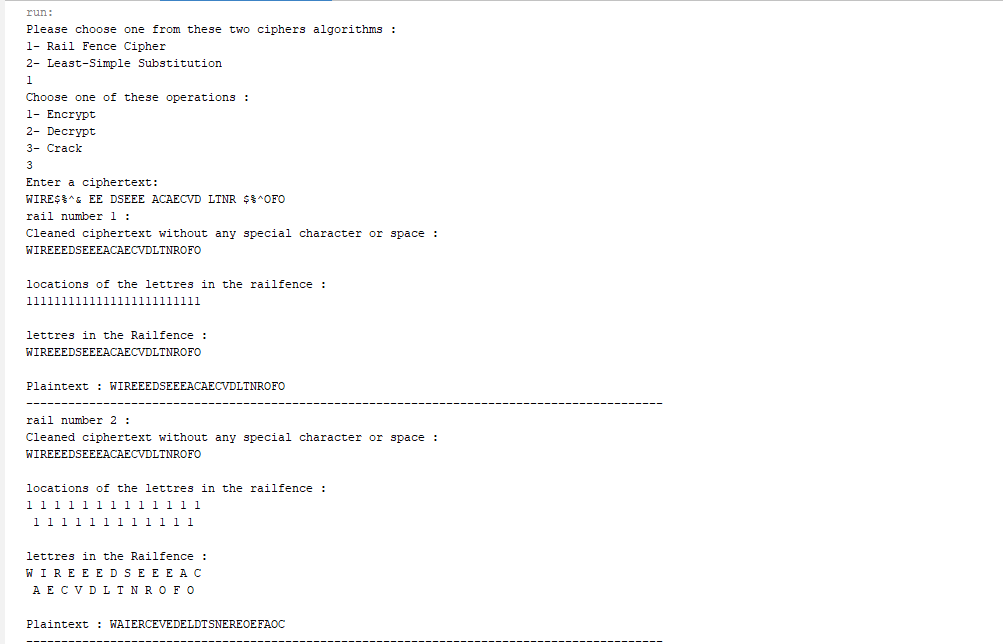 run:
Please choose one from these two ciphers algorithms :
1- Rail Fence Cipher
2- Least-Simple Substitution
1
Choose one of these operations :
1- Encrypt
2- Decrypt
3- Crack
3
Enter a ciphertext:
WIRE$%^& EE DSEEE ACAECVD LTNR $%^OFO
rail number 1 :
Cleaned ciphertext without any special character or space :
WIREEEDSEEEACAECVDLTNROFO
locations of the lettres in the railfence :
1111111111111111111111111
lettres in the Railfence :
WIREEEDSEEEACAECVDLTNROFO
Plaintext : WIREEEDSEEEACAECVDLTNROFO
-------------------------------------------------------------------------------------------
rail number 2 :
Cleaned ciphertext without any special character or space :
WIREEEDSEEEACAECVDLTNROFO
locations of the lettres in the railfence :
1 1 1 1 1 1 1 1 1 1 1 1 1
 1 1 1 1 1 1 1 1 1 1 1 1
lettres in the Railfence :
W I R E E E D S E E E A C
 A E C V D L T N R O F O
Plaintext : WAIERCEVEDELDTSNEREOEFAOC
-------------------------------------------------------------------------------------------